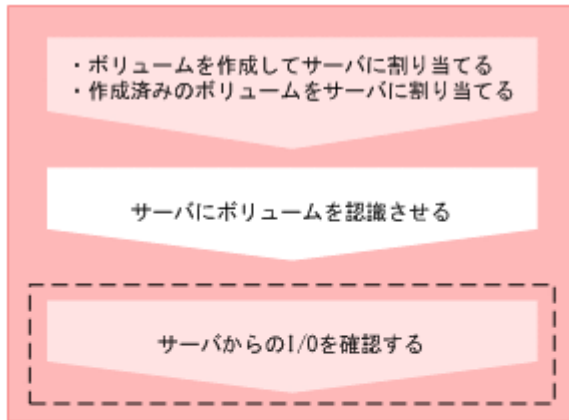 ・ボリュームを作成してサーバに割り当てる
・作成済みのボリュームをサーバに割り当てる
サーバにボリュームを認識させる
サーバからのI/Oを確認する